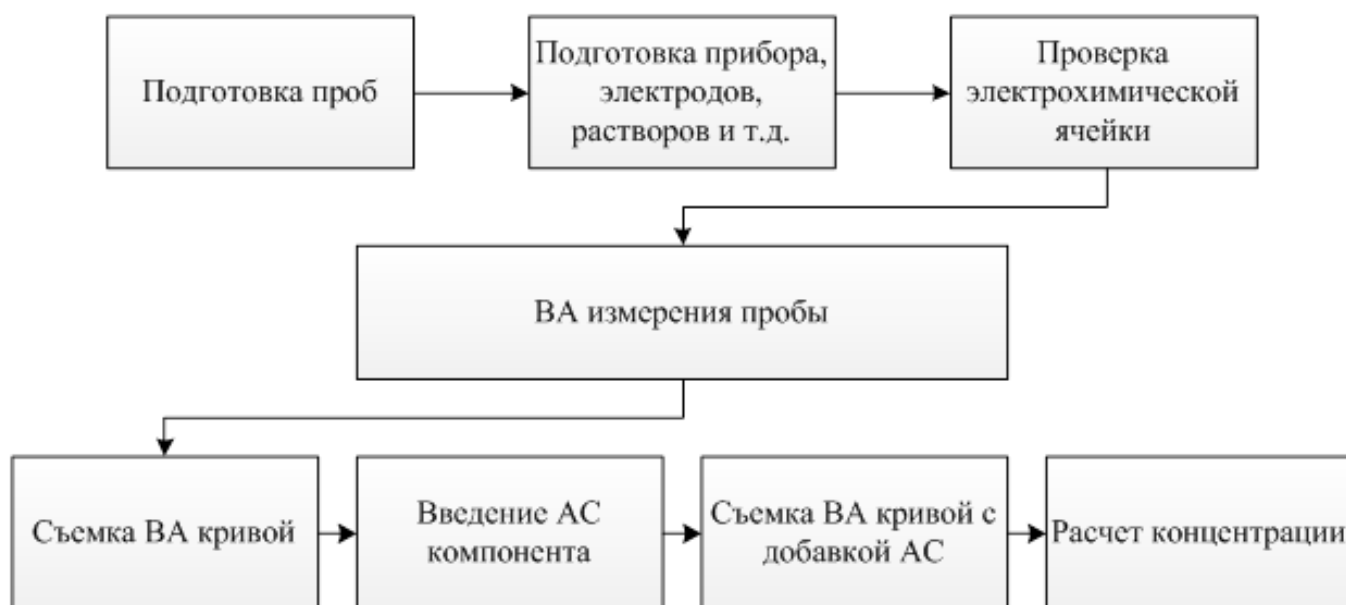 Подготовка проб
Подготовка прибора,
электродов,
растворов и т.д.
Проверка
электрохимической
ячейки
ВА измерения пробы
Съемка ВА кривой
Введение АС
компонента
Съемка ВА кривой с
добавкой АС
Расчет концентрации